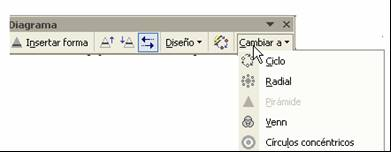 Diagrama
Insertar forma Diseño Cambiar a
Ciclo
Radial
Pirámide
Venn
Círculos concéntricos